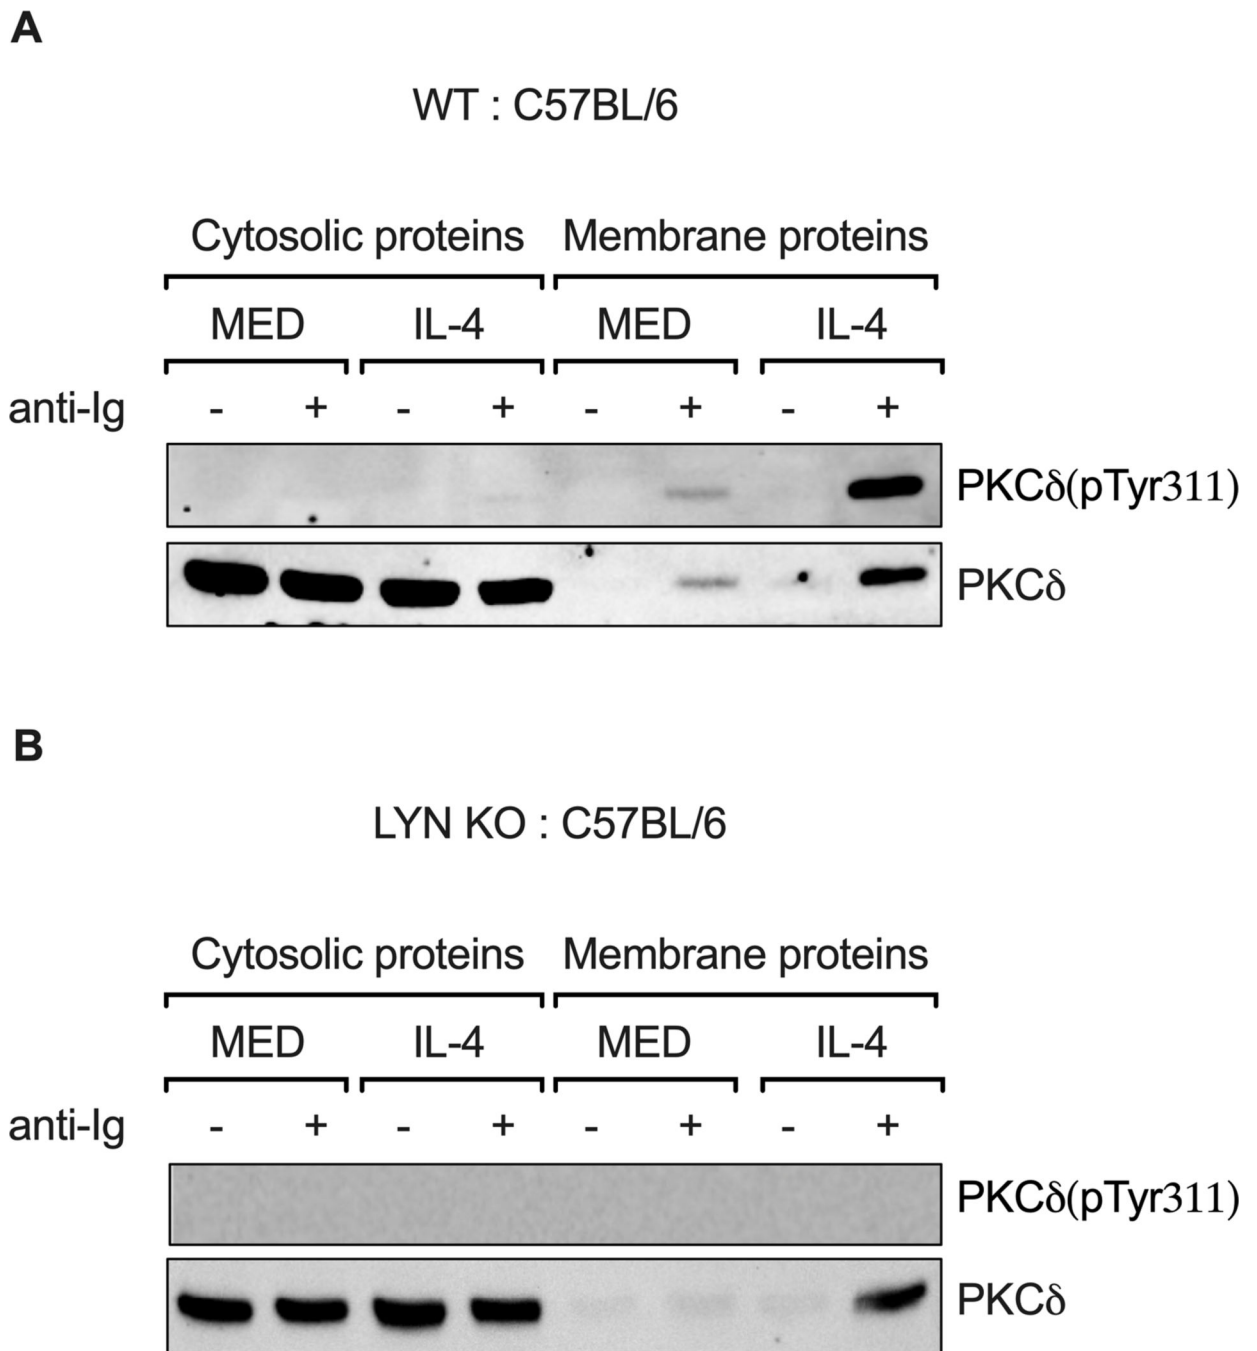 A
WT : C57BL/6
Cytosolic proteins Membrane proteins
MED IL-4 MED IL-4
anti-Ig - + - + - + - +
PKCδ(pTyr311)
PKCδ
B
LYN KO : C57BL/6
Cytosolic proteins Membrane proteins
MED IL-4 MED IL-4
anti-Ig - + - + - + - +
PKCδ(pTyr311)
PKCδ